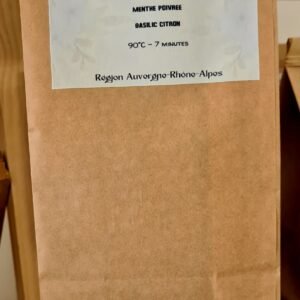 MENTHE POIVREE
BASILIC CITRON
90°C - 7 MINUTES
Région Auvergne-Rhône-Alpes